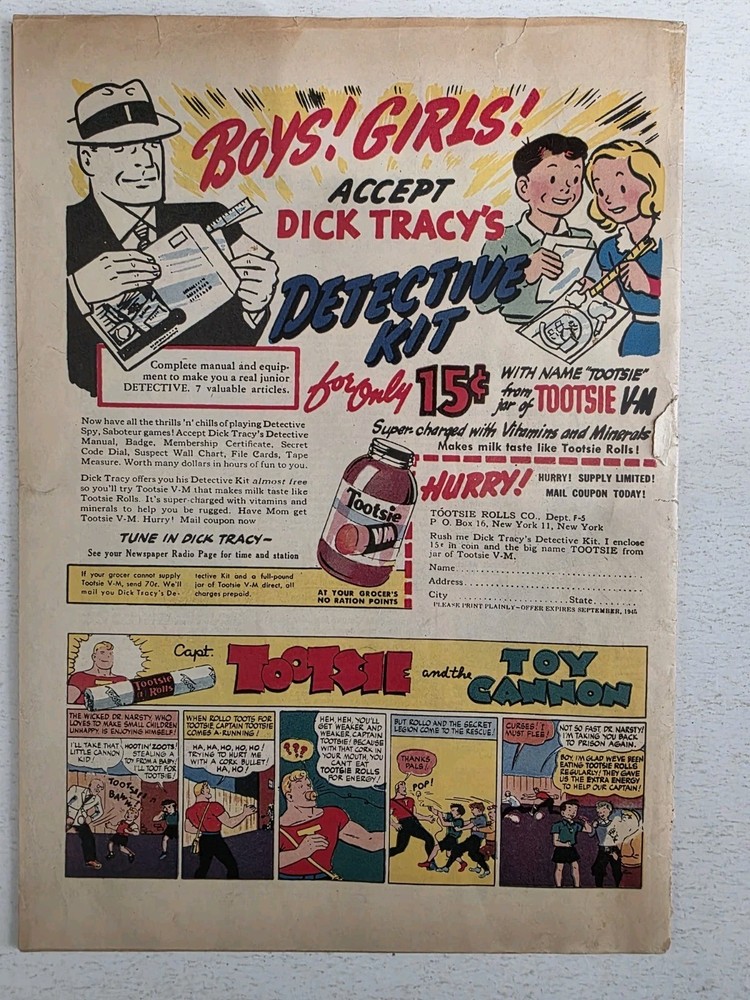 BOYS! GIRLS!
ACCEPT
DICK TRACY'S
DETECTIVE
KIT
for only 15¢
WITH NAME "TOOTSIE"
from
jar of TOOTSIE V-M
Complete manual and equip-
ment to make you a real junior
DETECTIVE. 7 valuable articles.
Super-charged with Vitamins and Minerals
Makes milk taste like Tootsie Rolls!
Now have all the thrills 'n' chills of playing Detective
Spy, Saboteur games! Accept Dick Tracy's Detective
Manual, Badge, Membership Certificate, Secret
Code Dial, Suspect Wall Chart, File Cards, Tape
Measure. Worth many dollars in hours of fun to you.
Dick Tracy offers you his Detective Kit almost free
so you'll try Tootsie V-M that makes milk taste like
Tootsie Rolls. It's super-charged with vitamins and
minerals to help you be rugged. Have Mom get
Tootsie V-M. Hurry! Mail coupon now
TUNE IN DICK TRACY—
See your Newspaper Radio Page for time and station
If your grocer cannot supply
Tootsie V-M, send 70c. We'll
mail you Dick Tracy's De-
tective Kit and a full-pound
jar of Tootsie V-M direct, all
charges prepaid.
Tootsie
VM
AT YOUR GROCER'S
NO RATION POINTS
HURRY!
HURRY! SUPPLY LIMITED!
MAIL COUPON TODAY!
TOOTSIE ROLLS CO., Dept. F-5
P O. Box 16, New York 11, New York
Rush me Dick Tracy's Detective Kit. I enclose
15¢ in coin and the big name TOOTSIE from
jar of Tootsie V-M.
Name
Address
City State
PLEASE PRINT PLAINLY—OFFER EXPIRES SEPTEMBER, 1945
Tootsie
Rolls
Capt. TOOTSIE and the TOY
CANNON
THE WICKED DR. NARSTY WHO
LOVES TO MAKE SMALL CHILDREN
UNHAPPY IS ENJOYING HIMSELF!
I'LL TAKE THAT
LITTLE CANNON
KID!
HOOTIN' ZOOTS!
STEALING A
TOY FROM A BABY!
I'LL TOOT FOR
TOOTSIE!
WHEN ROLLO TOOTS FOR
TOOTSIE CAPTAIN TOOTSIE
COMES A-RUNNING!
HA, HA, HO, HO, HO!
TRYING TO HURT ME
WITH A CORK BULLET!
HA, HO!
???
HEH, HEH, YOU'LL
GET WEAKER AND
WEAKER, CAPTAIN
TOOTSIE! BECAUSE
WITH THAT CORK IN
YOUR MOUTH, YOU
CAN'T EAT
TOOTSIE ROLLS
FOR ENERGY!
BUT ROLLO AND THE SECRET
LEGION COME TO THE RESCUE!
THANKS,
PALS!
POP!
CURSES! I
MUST FLEE!
NOT SO FAST, DR. NARSTY!
I'M TAKING YOU BACK
TO PRISON AGAIN.
BOY, I'M GLAD WE'VE BEEN
EATING TOOTSIE ROLLS
REGULARLY! THEY GAVE
US THE EXTRA ENERGY
TO HELP OUR CAPTAIN!